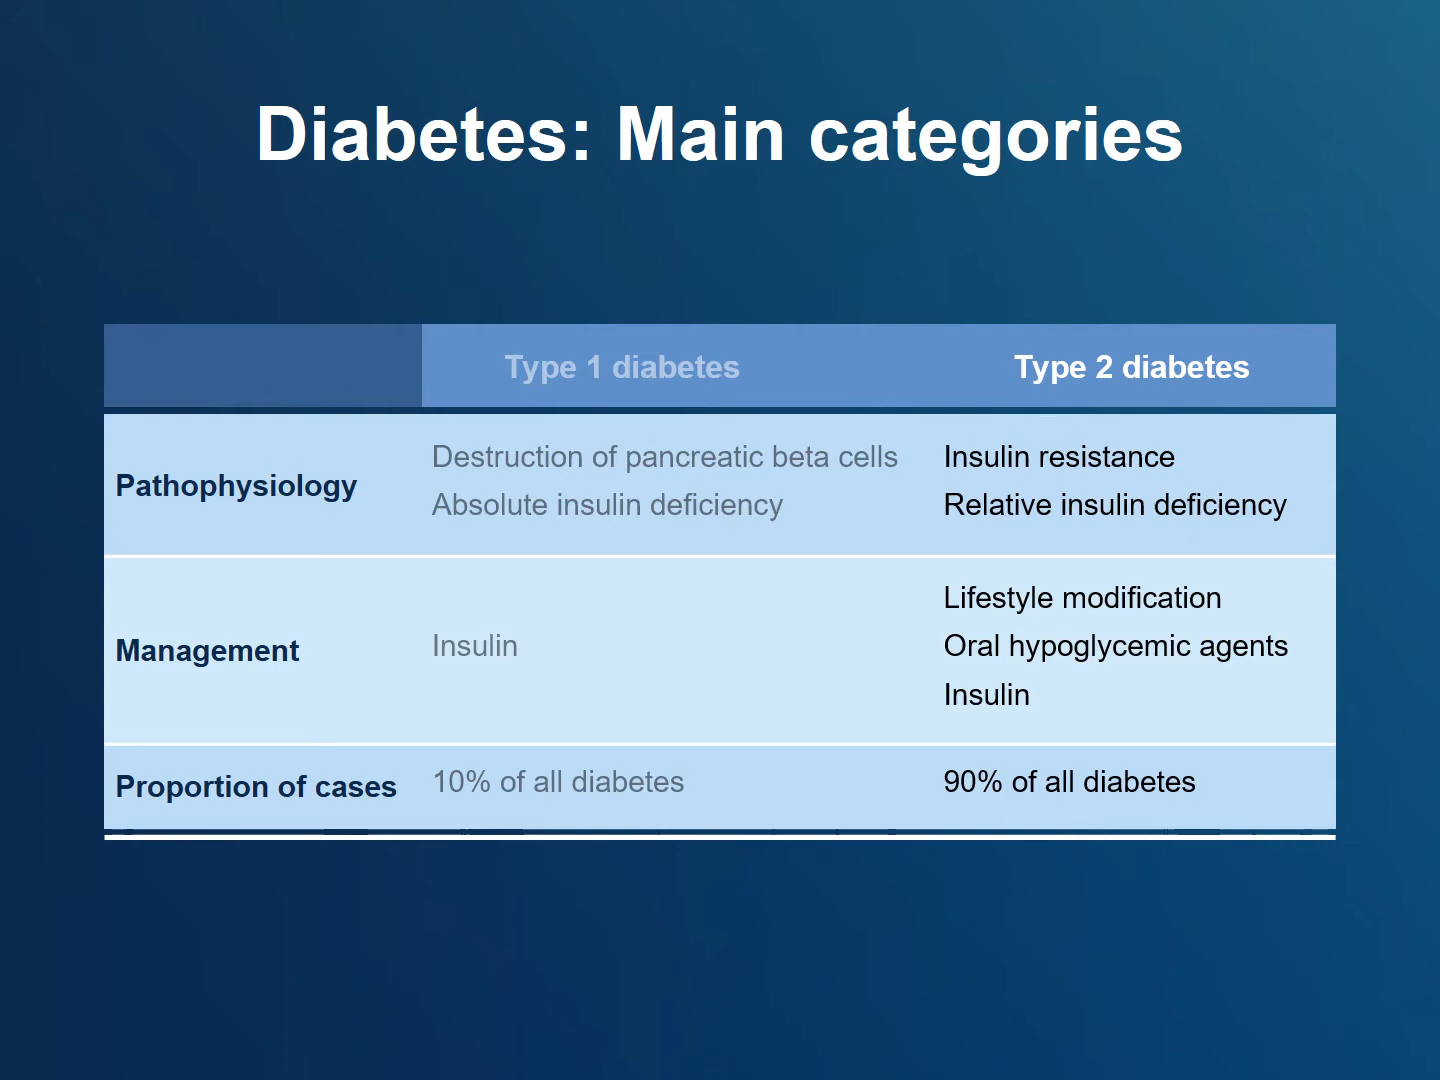 Diabetes: Main categories
Type 1 diabetes
Type 2 diabetes
Pathophysiology
Destruction of pancreatic beta cells
Absolute insulin deficiency
Insulin resistance
Relative insulin deficiency
Management
Insulin
Lifestyle modification
Oral hypoglycemic agents
Insulin
Proportion of cases
10% of all diabetes
90% of all diabetes